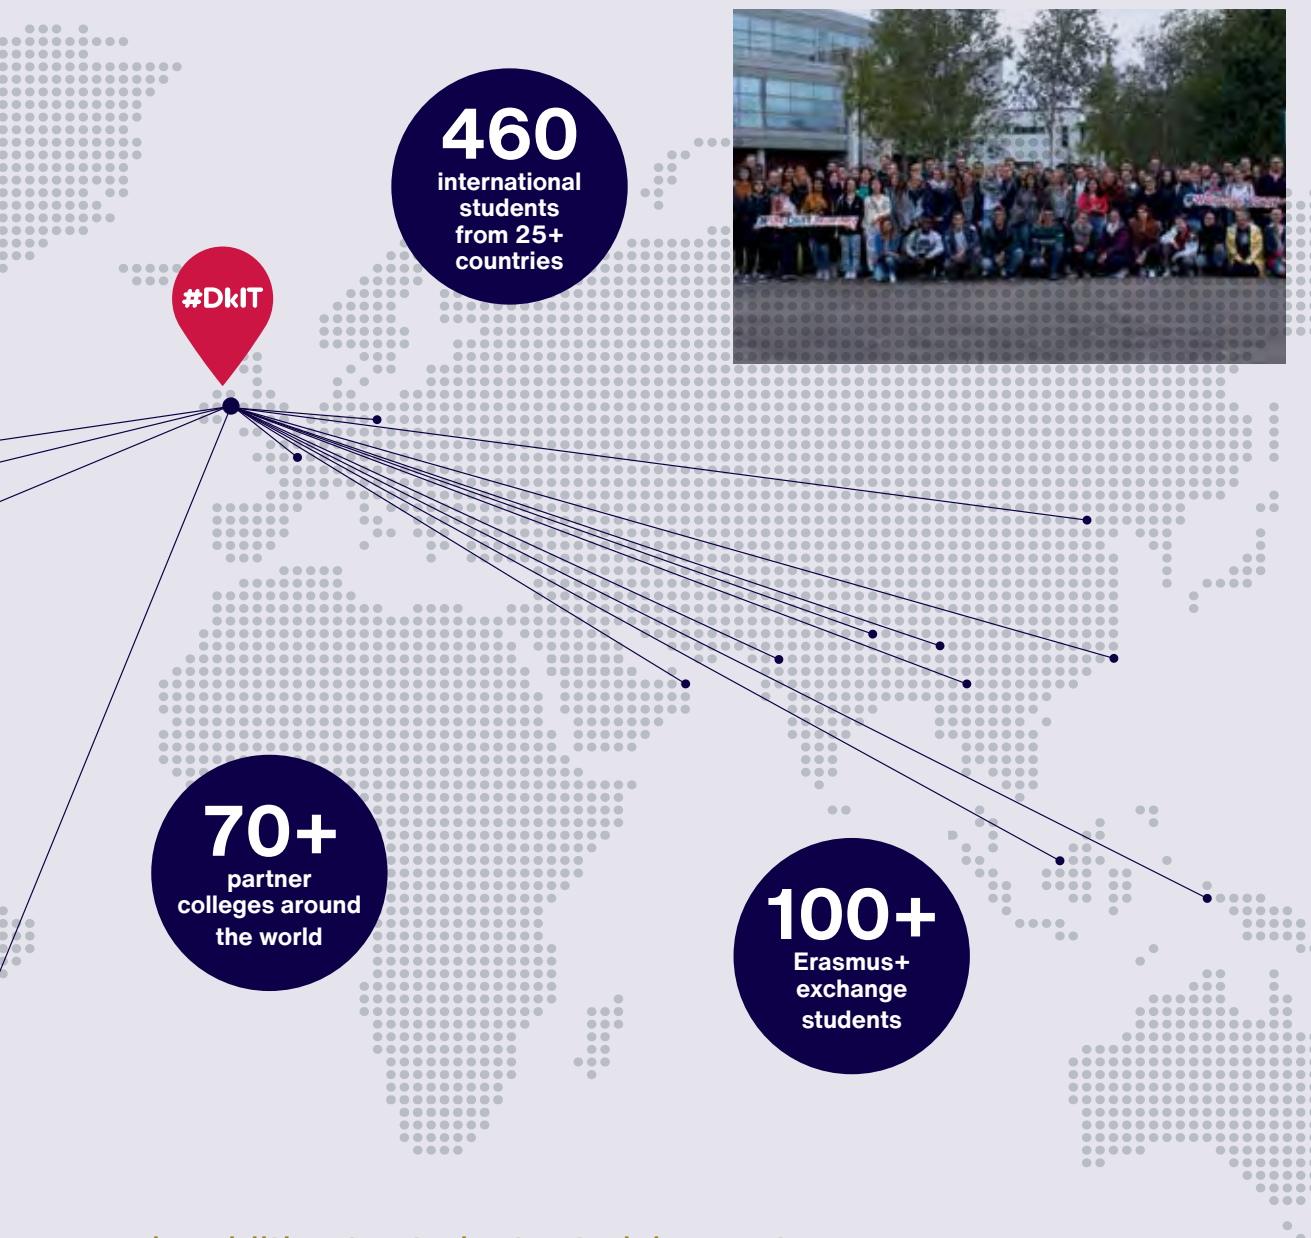 460
international
students
from 25+
countries
#DkIT
70+
partner
colleges around
the world
100+
Erasmus+
exchange
students